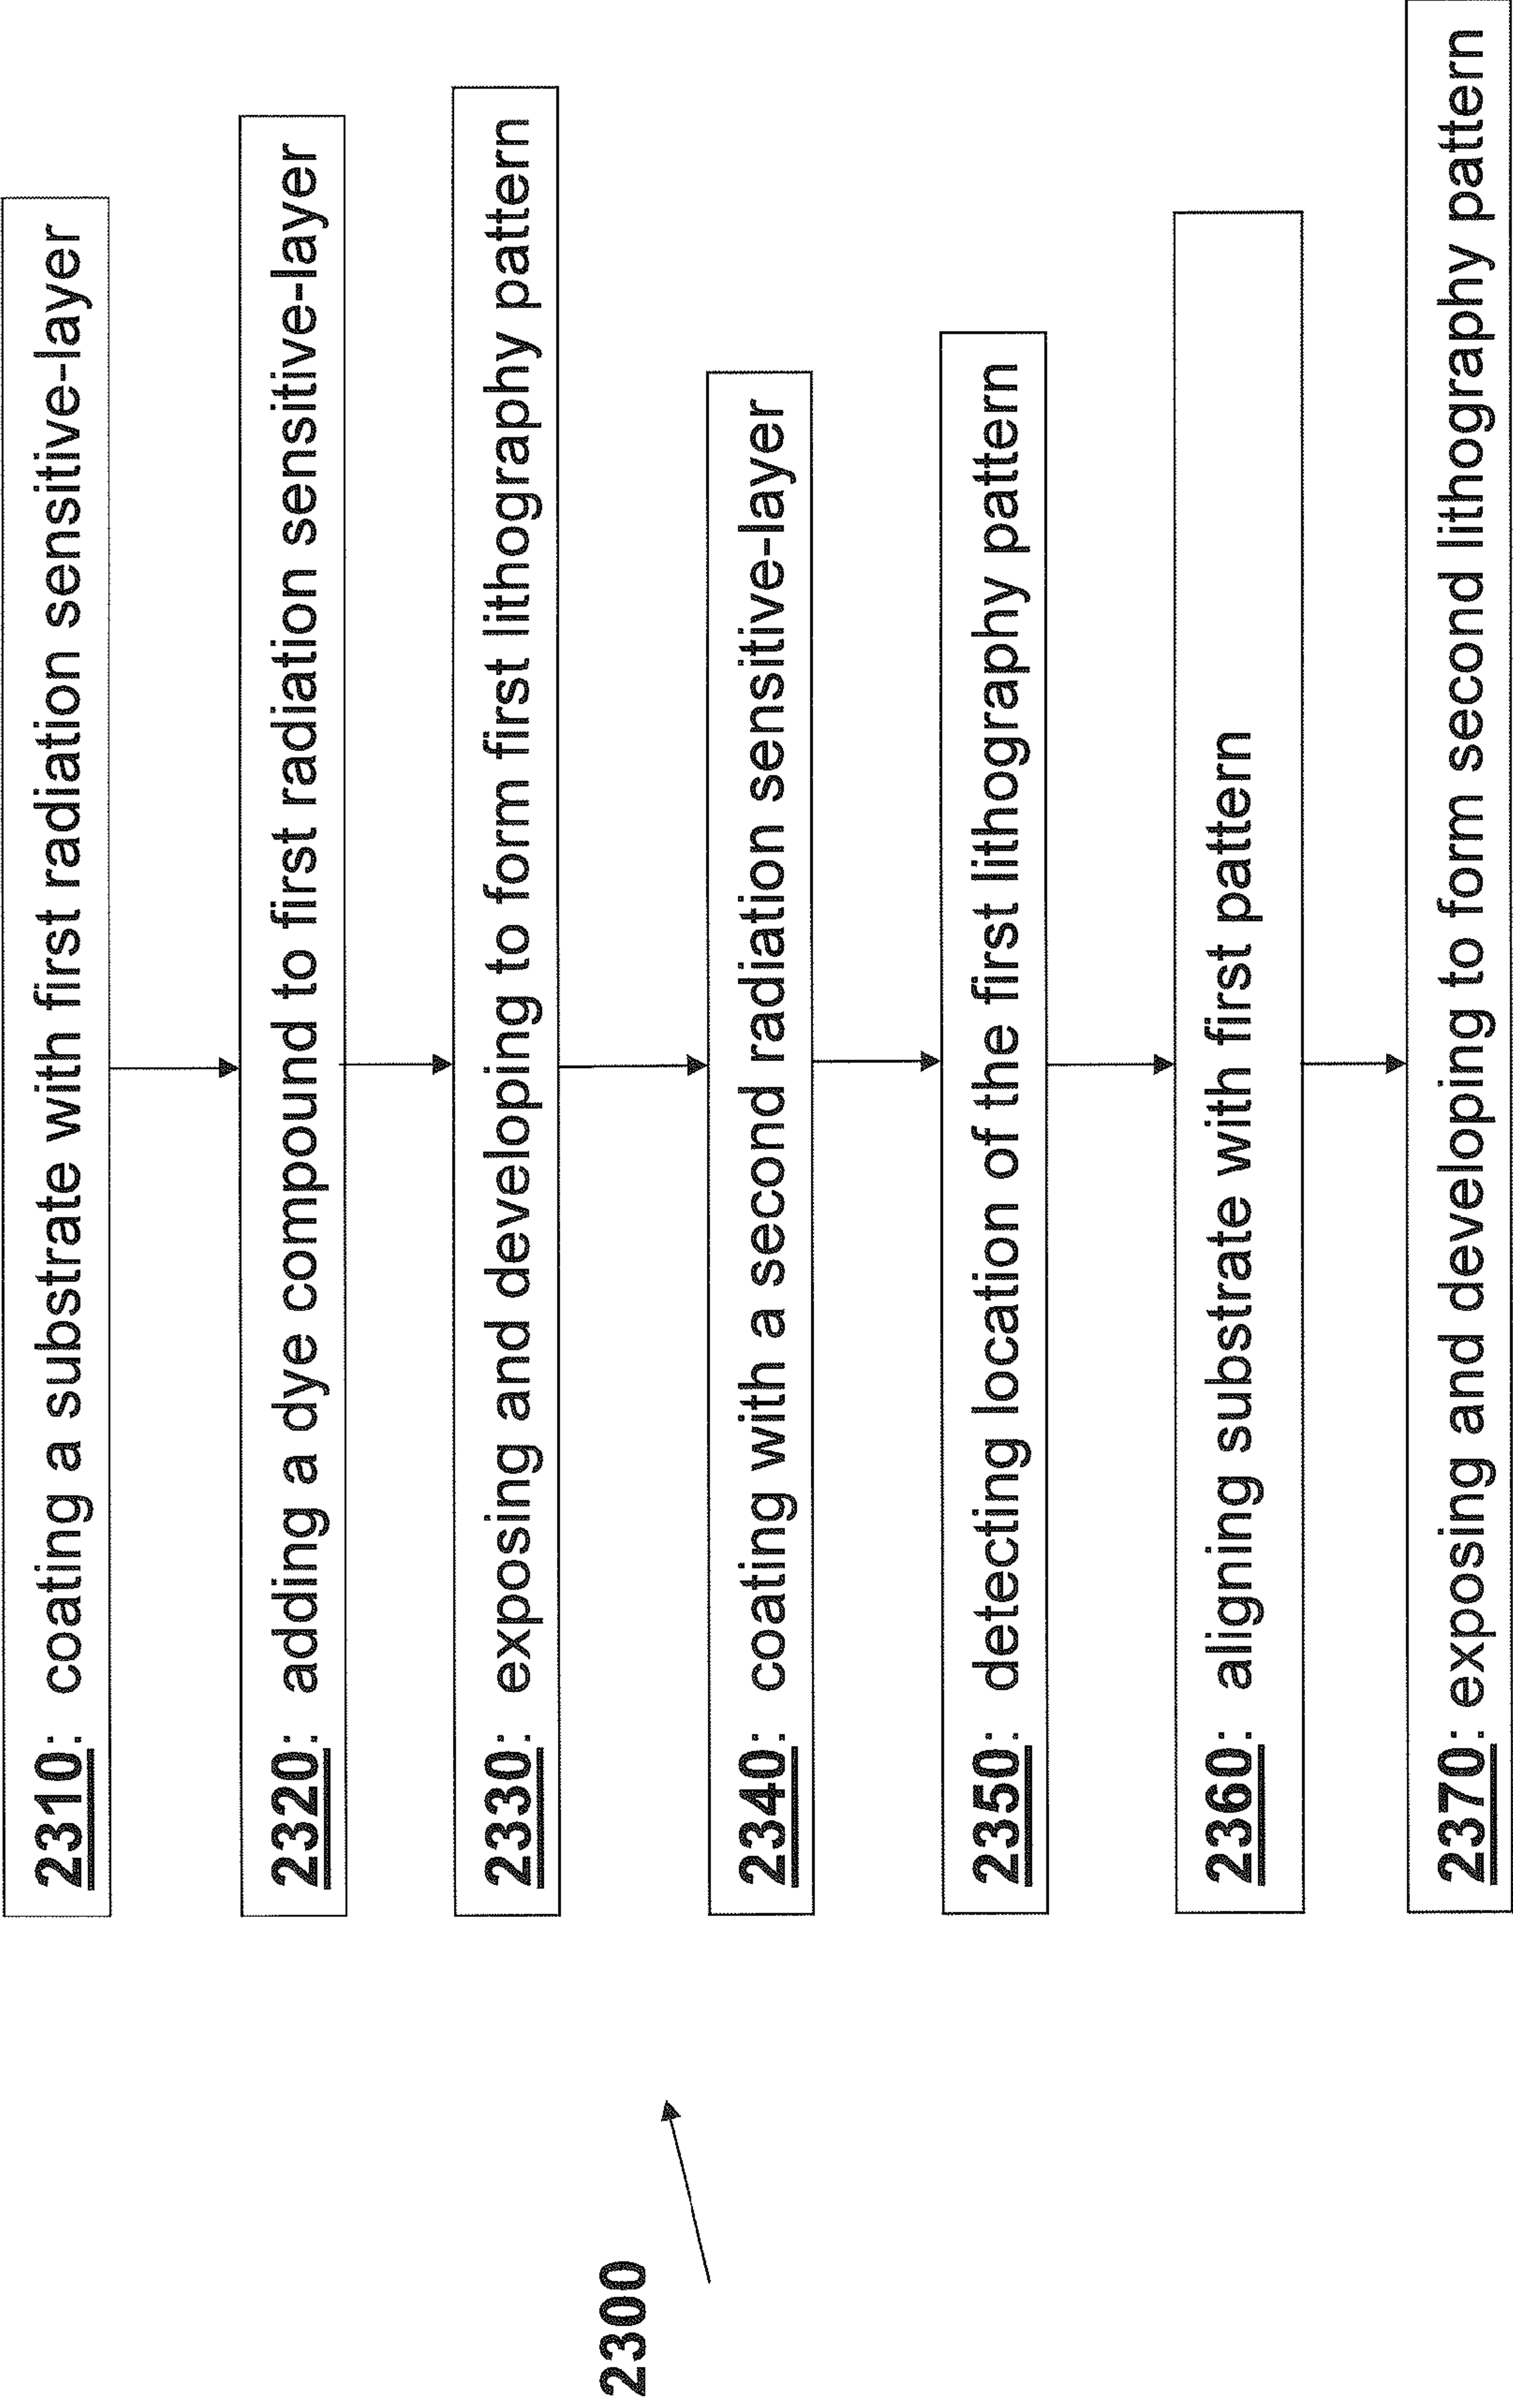 2310: coating a substrate with first radiation sensitive-layer
2320: adding a dye compound to first radiation sensitive-layer
2330: exposing and developing to form first lithography pattern
2340: coating with a second radiation sensitive-layer
2350: detecting location of the first lithography pattern
2360: aligning substrate with first pattern
2370: exposing and developing to form second lithography pattern
2300